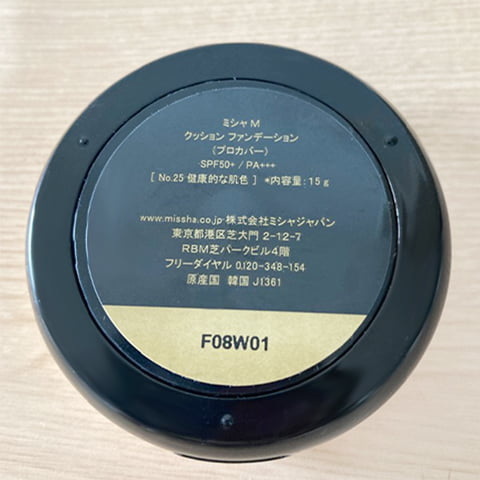 ミシャ M
クッション ファンデーション
(プロカバー)
SPF50+ / PA+++
[ No.25 健康的な肌色 ] *内容量:15g
www.missha.co.jp 株式会社ミシャジャパン
東京都港区芝大門 2-12-7
RBM芝パークビル4階
フリーダイヤル 0120-348-154
原産国 韓国 J1361
F08W01